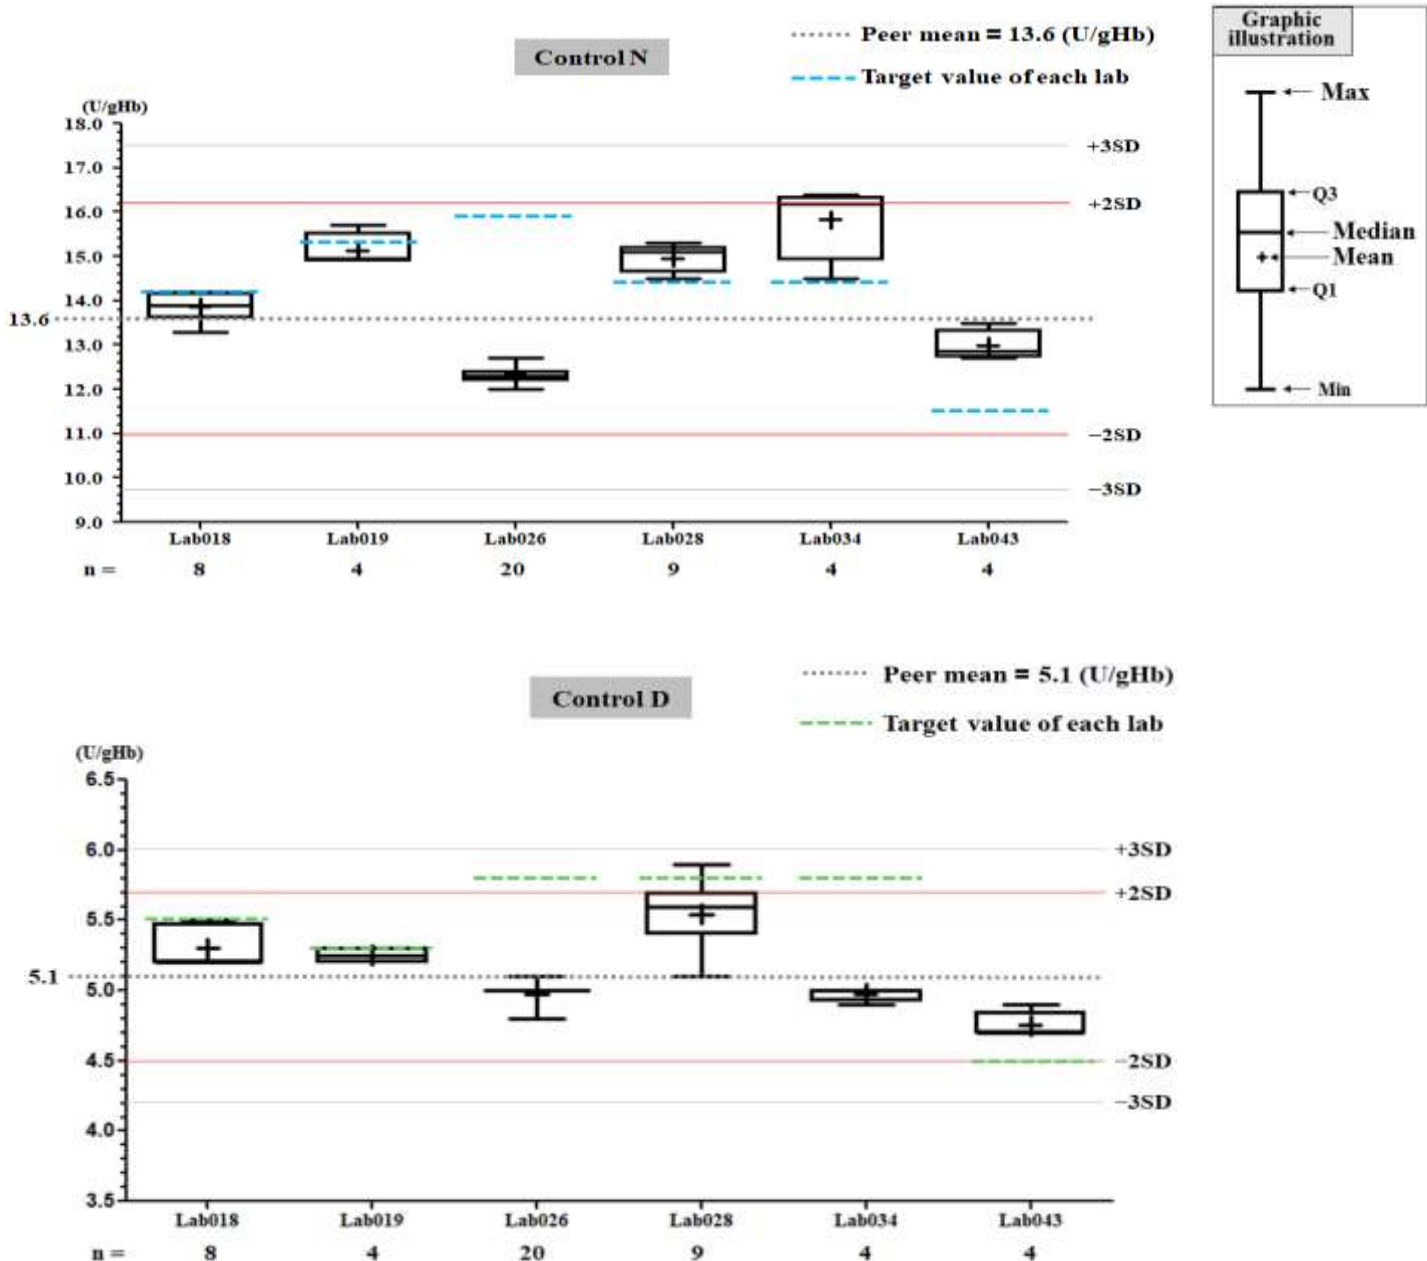 Control N
Peer mean = 13.6 (U/gHb)
Target value of each lab
Graphic
illustration
Max
Q3
Median
Mean
Q1
Min
(U/gHb)
18.0
17.0
16.0
15.0
14.0
13.6
13.0
12.0
11.0
10.0
9.0
+3SD
+2SD
−2SD
−3SD
Lab018 Lab019 Lab026 Lab028 Lab034 Lab043
n = 8 4 20 9 4 4
Control D
Peer mean = 5.1 (U/gHb)
Target value of each lab
(U/gHb)
6.5
6.0
5.5
5.1
5.0
4.5
4.0
3.5
+3SD
+2SD
−2SD
−3SD
Lab018 Lab019 Lab026 Lab028 Lab034 Lab043
n = 8 4 20 9 4 4